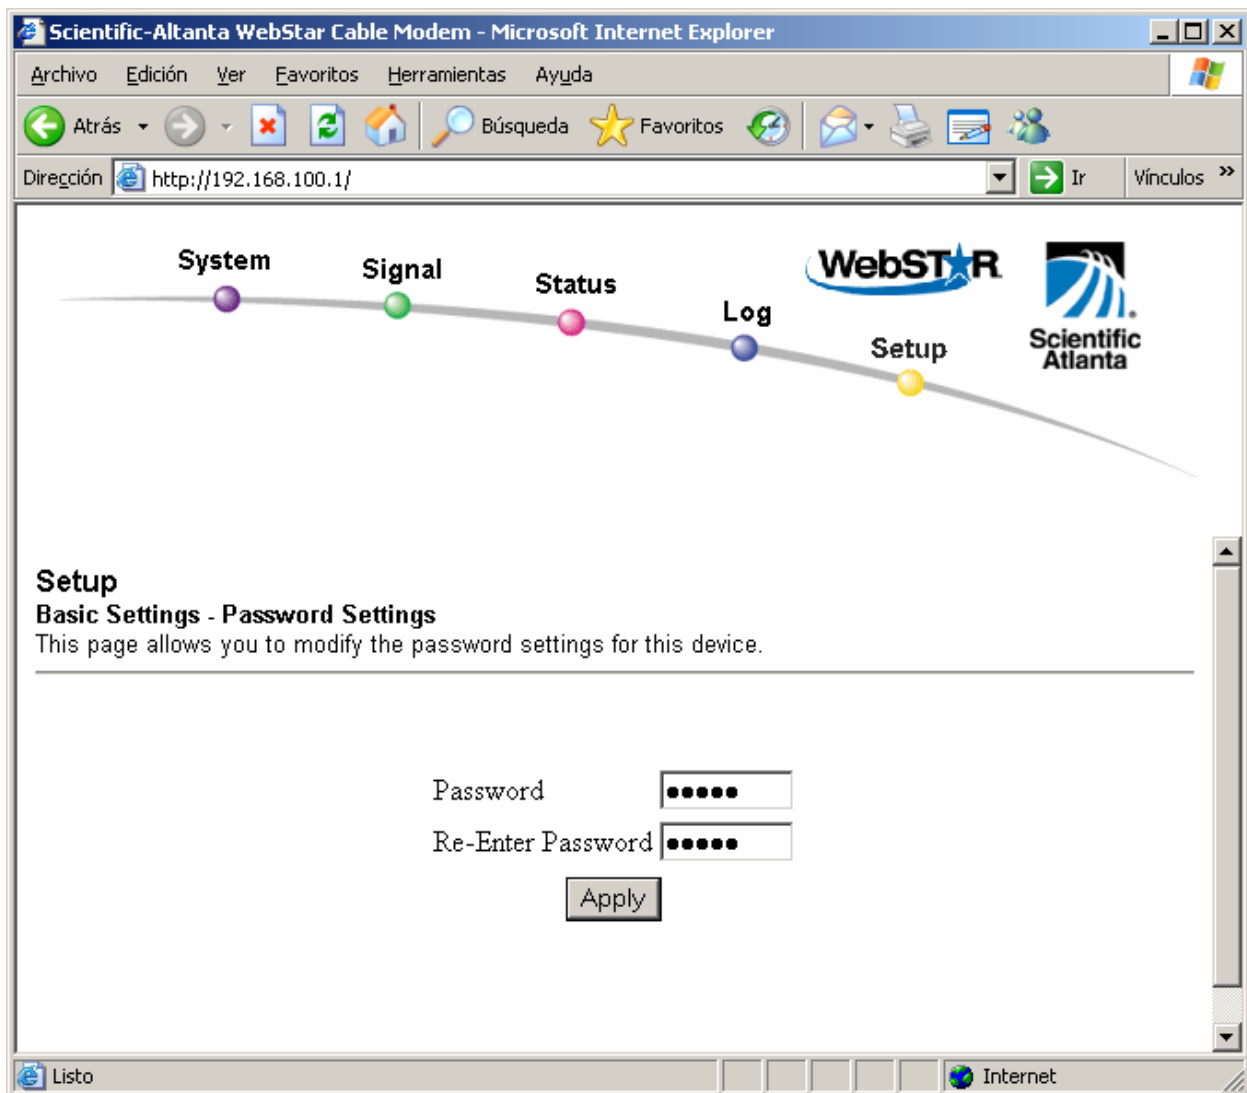 Scientific-Altanta WebStar Cable Modem - Microsoft Internet Explorer
Archivo Edición Ver Favoritos Herramientas Ayuda
Atrás Búsqueda Favoritos
Dirección http://192.168.100.1/ Ir Vínculos »
System
Signal
Status
Log
Setup
WebSTAR
Scientific
Atlanta
Setup
Basic Settings - Password Settings
This page allows you to modify the password settings for this device.
Password •••••
Re-Enter Password •••••
Apply
Listo Internet